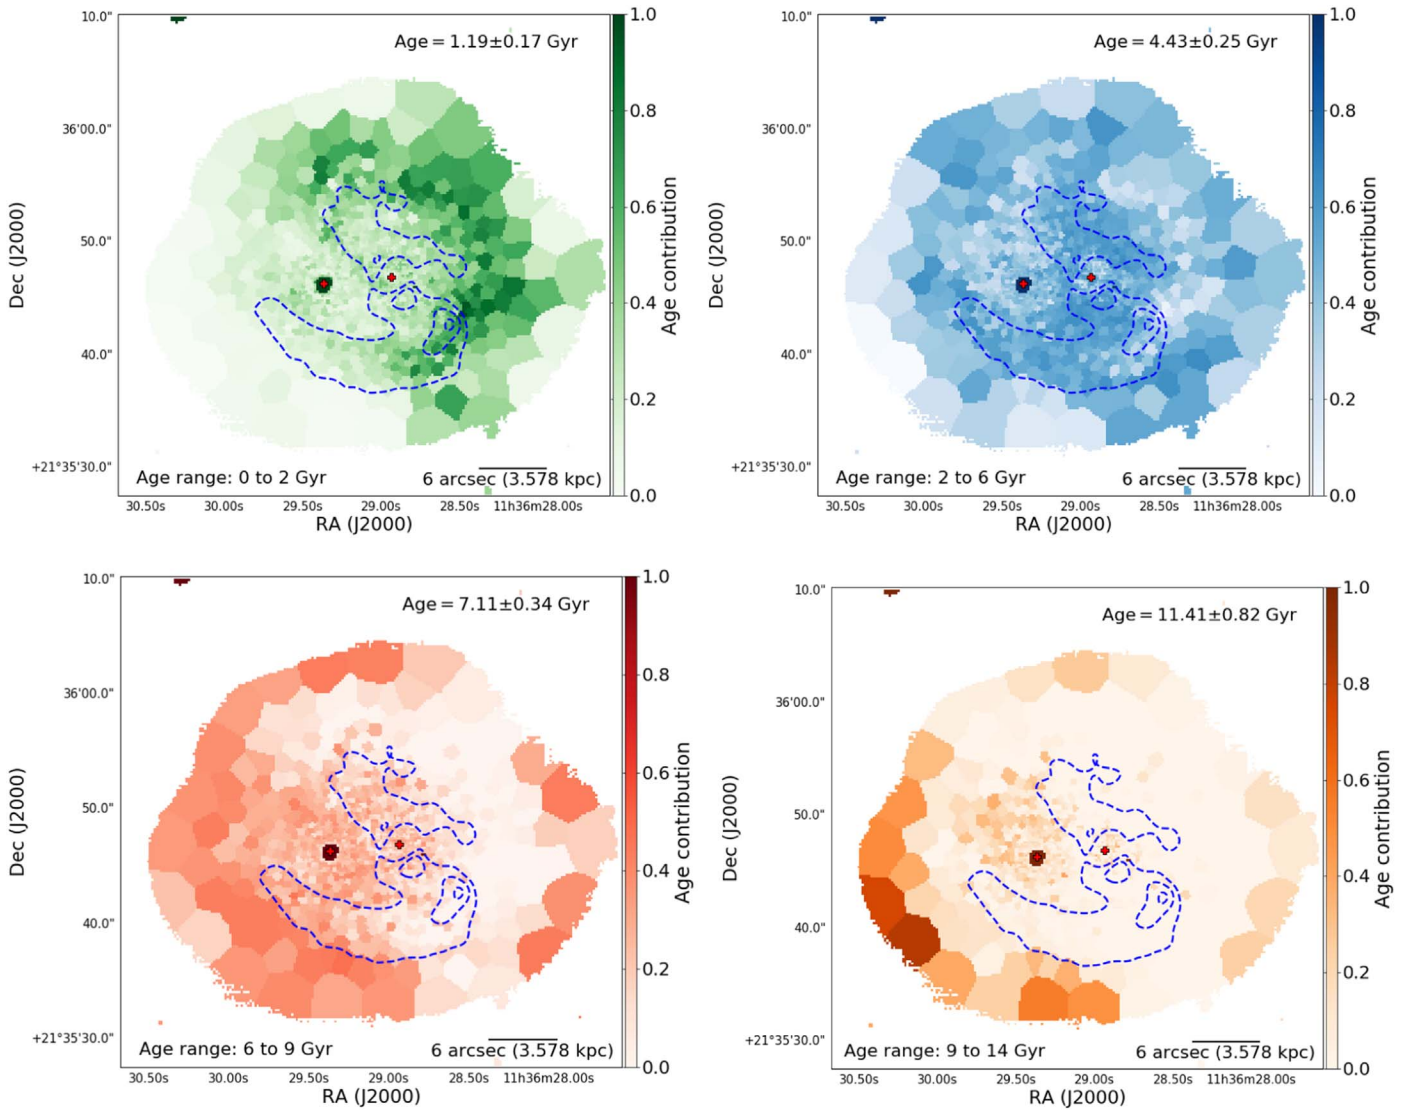 10.0"
Age = 1.19±0.17 Gyr
1.0
36'00.0"
0.8
50.0"
0.6
40.0"
0.4
0.2
+21°35'30.0"
Age range: 0 to 2 Gyr
6 arcsec (3.578 kpc)
0.0
Dec (J2000)
Age contribution
30.50s 30.00s 29.50s 29.00s 28.50s 11h36m28.00s
RA (J2000)
10.0"
Age = 4.43±0.25 Gyr
1.0
36'00.0"
0.8
50.0"
0.6
40.0"
0.4
0.2
+21°35'30.0"
Age range: 2 to 6 Gyr
6 arcsec (3.578 kpc)
0.0
Dec (J2000)
Age contribution
30.50s 30.00s 29.50s 29.00s 28.50s 11h36m28.00s
RA (J2000)
10.0"
Age = 7.11±0.34 Gyr
1.0
36'00.0"
0.8
50.0"
0.6
40.0"
0.4
0.2
+21°35'30.0"
Age range: 6 to 9 Gyr
6 arcsec (3.578 kpc)
0.0
Dec (J2000)
Age contribution
30.50s 30.00s 29.50s 29.00s 28.50s 11h36m28.00s
RA (J2000)
10.0"
Age = 11.41±0.82 Gyr
1.0
36'00.0"
0.8
50.0"
0.6
40.0"
0.4
0.2
+21°35'30.0"
Age range: 9 to 14 Gyr
6 arcsec (3.578 kpc)
0.0
Dec (J2000)
Age contribution
30.50s 30.00s 29.50s 29.00s 28.50s 11h36m28.00s
RA (J2000)